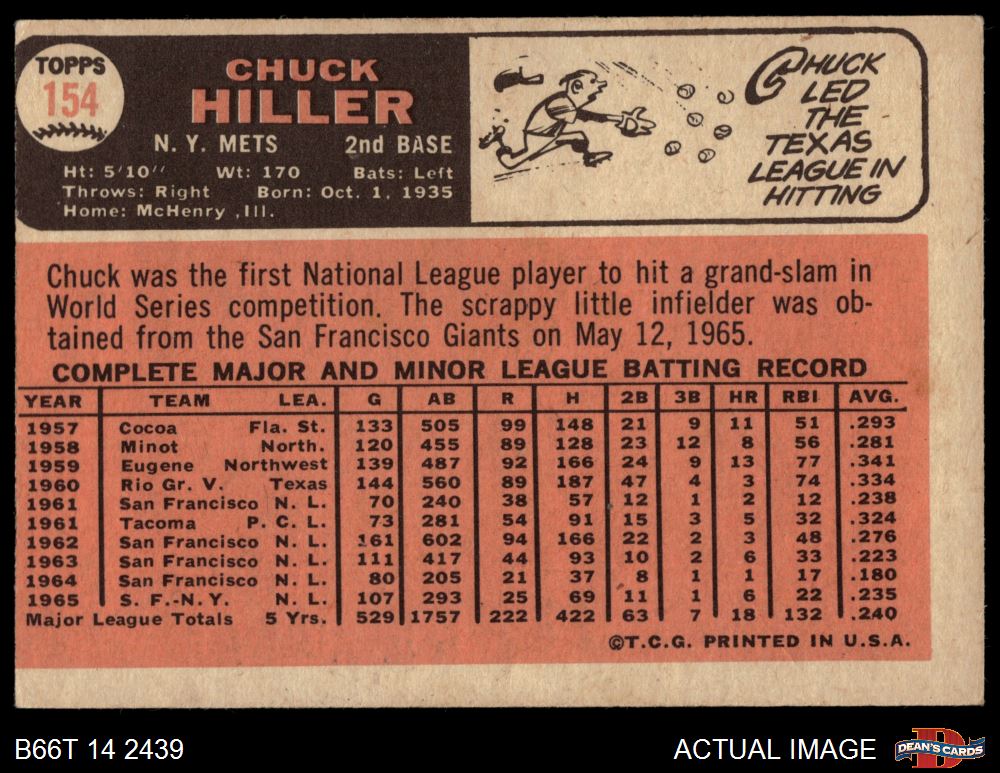 TOPPS
154
CHUCK
HILLER
N. Y. METS 2nd BASE
Ht: 5'10'' Wt: 170 Bats: Left
Throws: Right Born: Oct. 1, 1935
Home: McHenry ,Ill.
CHUCK
LED
THE
TEXAS
LEAGUE IN
HITTING
Chuck was the first National League player to hit a grand-slam in
World Series competition. The scrappy little infielder was ob-
tained from the San Francisco Giants on May 12, 1965.
COMPLETE MAJOR AND MINOR LEAGUE BATTING RECORD
YEAR TEAM LEA. G AB R H 2B 3B HR RBI AVG.
1957 Cocoa Fla. St. 133 505 99 148 21 9 11 51 .293
1958 Minot North. 120 455 89 128 23 12 8 56 .281
1959 Eugene Northwest 139 487 92 166 24 9 13 77 .341
1960 Rio Gr. V. Texas 144 560 89 187 47 4 3 74 .334
1961 San Francisco N. L. 70 240 38 57 12 1 2 12 .238
1961 Tacoma P. C. L. 73 281 54 91 15 3 5 32 .324
1962 San Francisco N. L. 161 602 94 166 22 2 3 48 .276
1963 San Francisco N. L. 111 417 44 93 10 2 6 33 .223
1964 San Francisco N. L. 80 205 21 37 8 1 1 17 .180
1965 S. F.-N. Y. N. L. 107 293 25 69 11 1 6 22 .235
Major League Totals 5 Yrs. 529 1757 222 422 63 7 18 132 .240
©T.C.G. PRINTED IN U.S.A.
B66T 14 2439 ACTUAL IMAGE DEAN'S CARDS